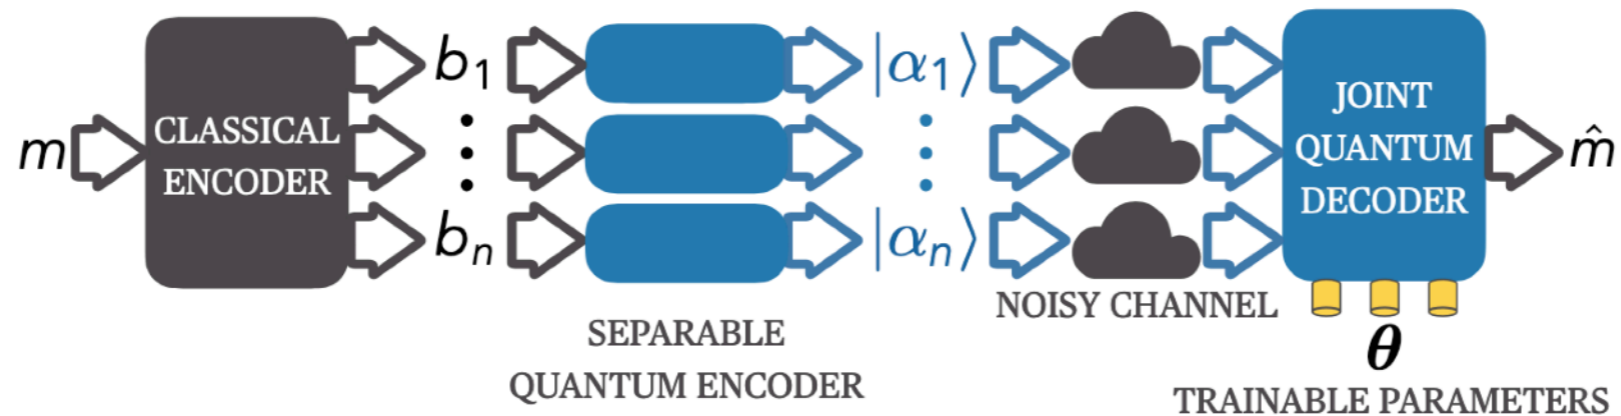 m
CLASSICAL
ENCODER
b₁
bₙ
SEPARABLE
QUANTUM ENCODER
|α₁⟩
|αₙ⟩
NOISY CHANNEL
JOINT
QUANTUM
DECODER
θ
TRAINABLE PARAMETERS
m̂